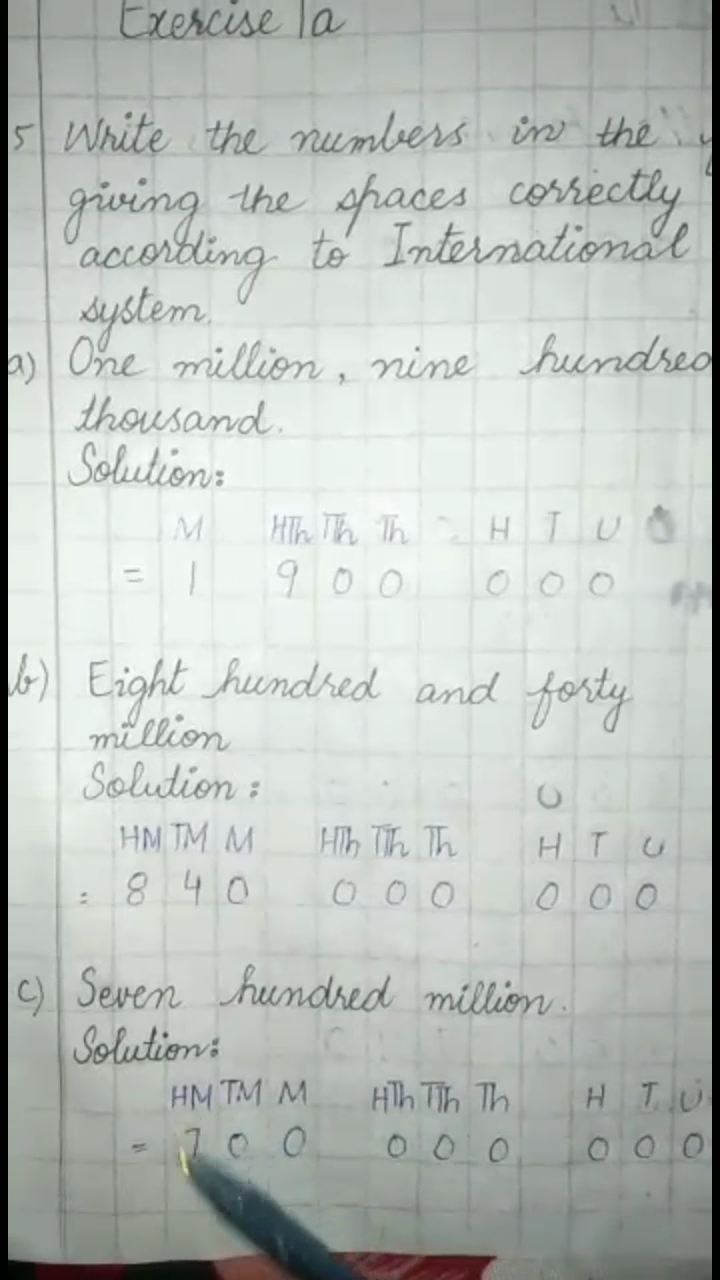 Exercise 1a
5 Write the numbers in the
giving the spaces correctly
according to International
system.
a) One million, nine hundred
thousand.
Solution:
M HTh TTh Th H T U
= 1 9 0 0 0 0 0
b) Eight hundred and forty
million
Solution:
U
HM TM M HTh TTh Th H T U
= 8 4 0 0 0 0 0 0 0
c) Seven hundred million.
Solution:
HM TM M HTh TTh Th H T U
= 7 0 0 0 0 0 0 0 0